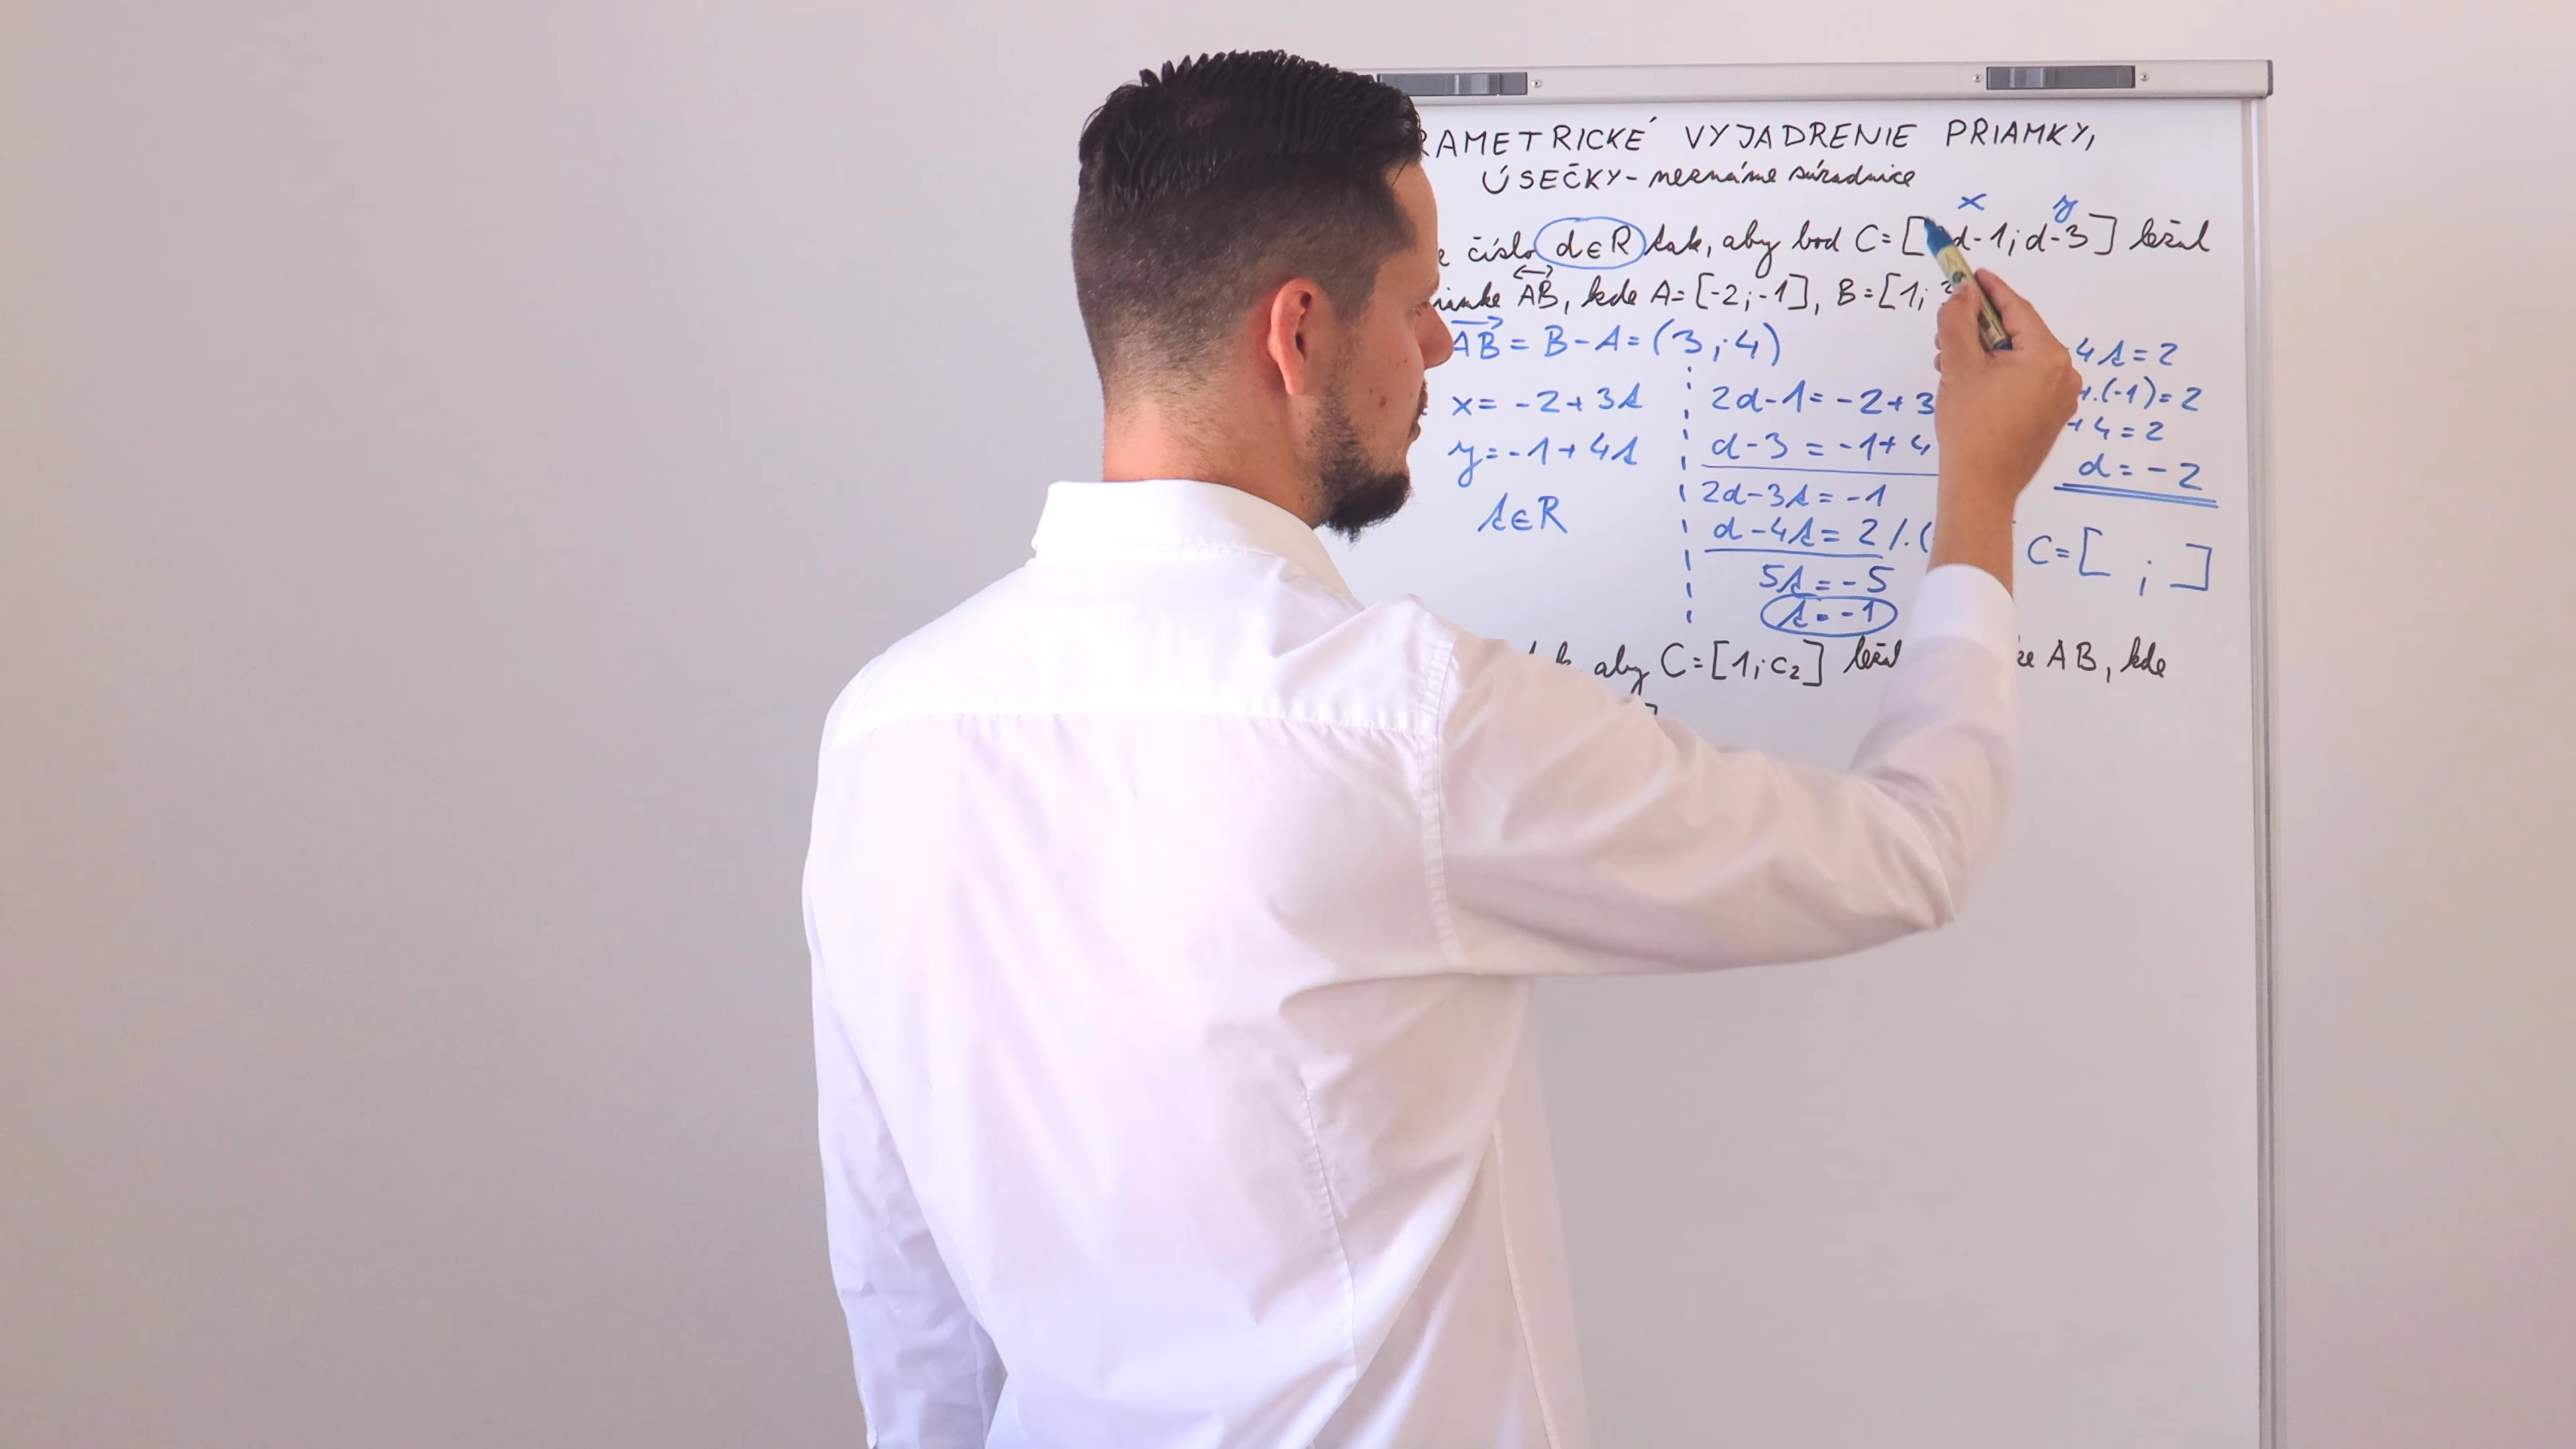 RAMETRICKÉ VYJADRENIE PRIAMKY,
ÚSEČKY - neznáme súradnice
x y
číslo d∈R tak, aby bod C=[ d-1; d-3] ležal
AB, kde A=[-2;-1], B=[1;
AB = B-A = (3;4)
x = -2+3t
y = -1+4t
t∈R
2d-1 = -2+3
d-3 = -1+4
2d-3t = -1
d-4t = 2 /.(
5t = -5
t = -1
4t = 2
.(-1) = 2
+4 = 2
d = -2
C=[ ; ]
aby C=[1;c₂] ležal AB, kde
]